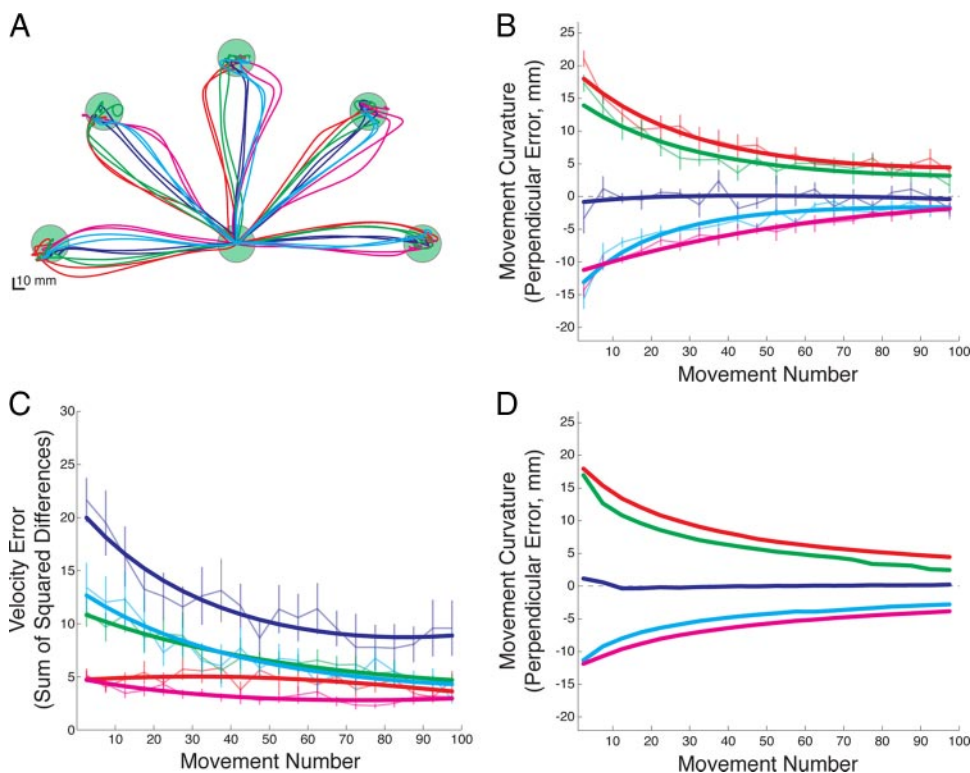 A
10 mm
B
Movement Curvature
(Perpendicular Error, mm)
25
20
15
10
5
0
-5
-10
-15
-20
10 20 30 40 50 60 70 80 90 100
Movement Number
C
Velocity Error
(Sum of Squared Differences)
30
25
20
15
10
5
0
10 20 30 40 50 60 70 80 90 100
Movement Number
D
Movement Curvature
(Perpendicular Error, mm)
25
20
15
10
5
0
-5
-10
-15
-20
10 20 30 40 50 60 70 80 90 100
Movement Number